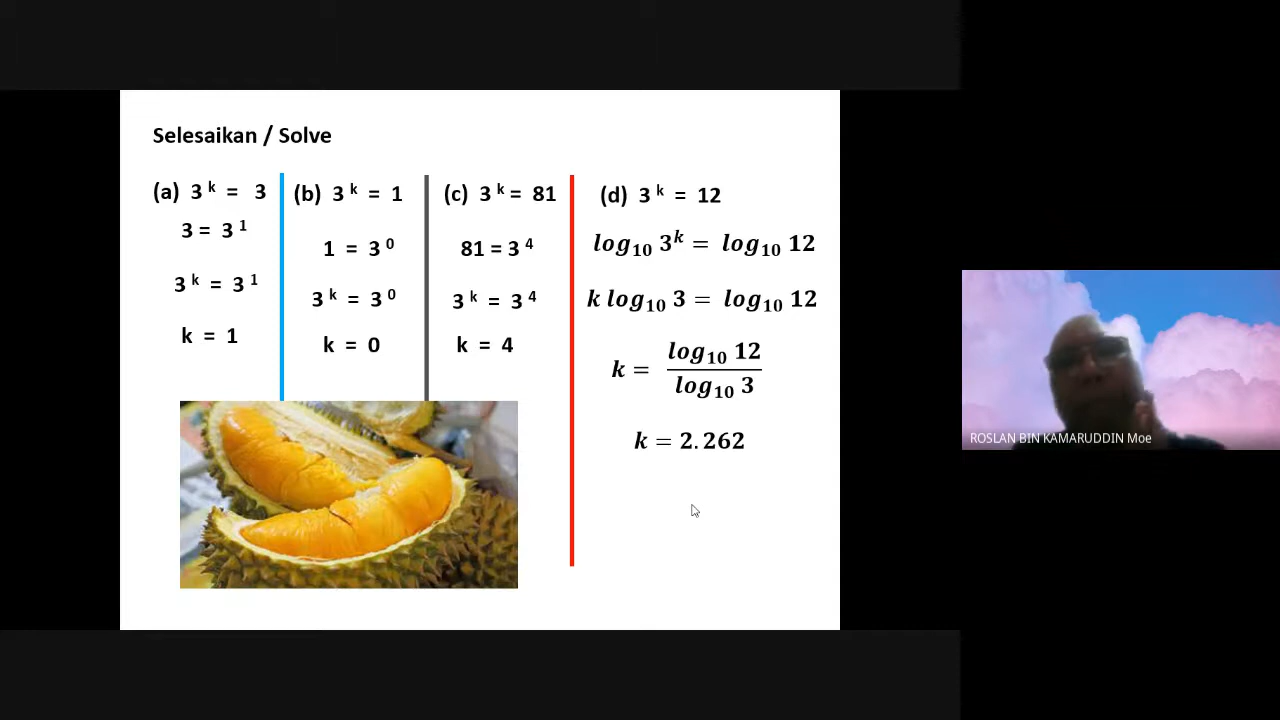 Selesaikan / Solve
(a) 3 ᵏ = 3
3 = 3 ¹
3 ᵏ = 3 ¹
k = 1
(b) 3 ᵏ = 1
1 = 3 ⁰
3 ᵏ = 3 ⁰
k = 0
(c) 3 ᵏ = 81
81 = 3 ⁴
3 ᵏ = 3 ⁴
k = 4
(d) 3 ᵏ = 12
log₁₀ 3ᵏ = log₁₀ 12
k log₁₀ 3 = log₁₀ 12
k = log₁₀ 12 / log₁₀ 3
k = 2.262
ROSLAN BIN KAMARUDDIN Moe